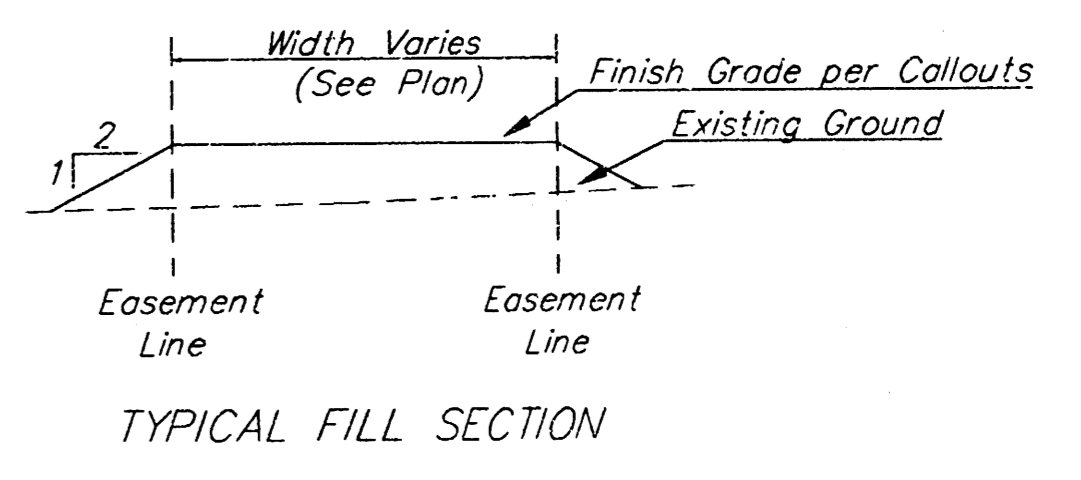 Width Varies
(See Plan)
Finish Grade per Callouts
Existing Ground
2
1
Easement
Line
Easement
Line
TYPICAL FILL SECTION